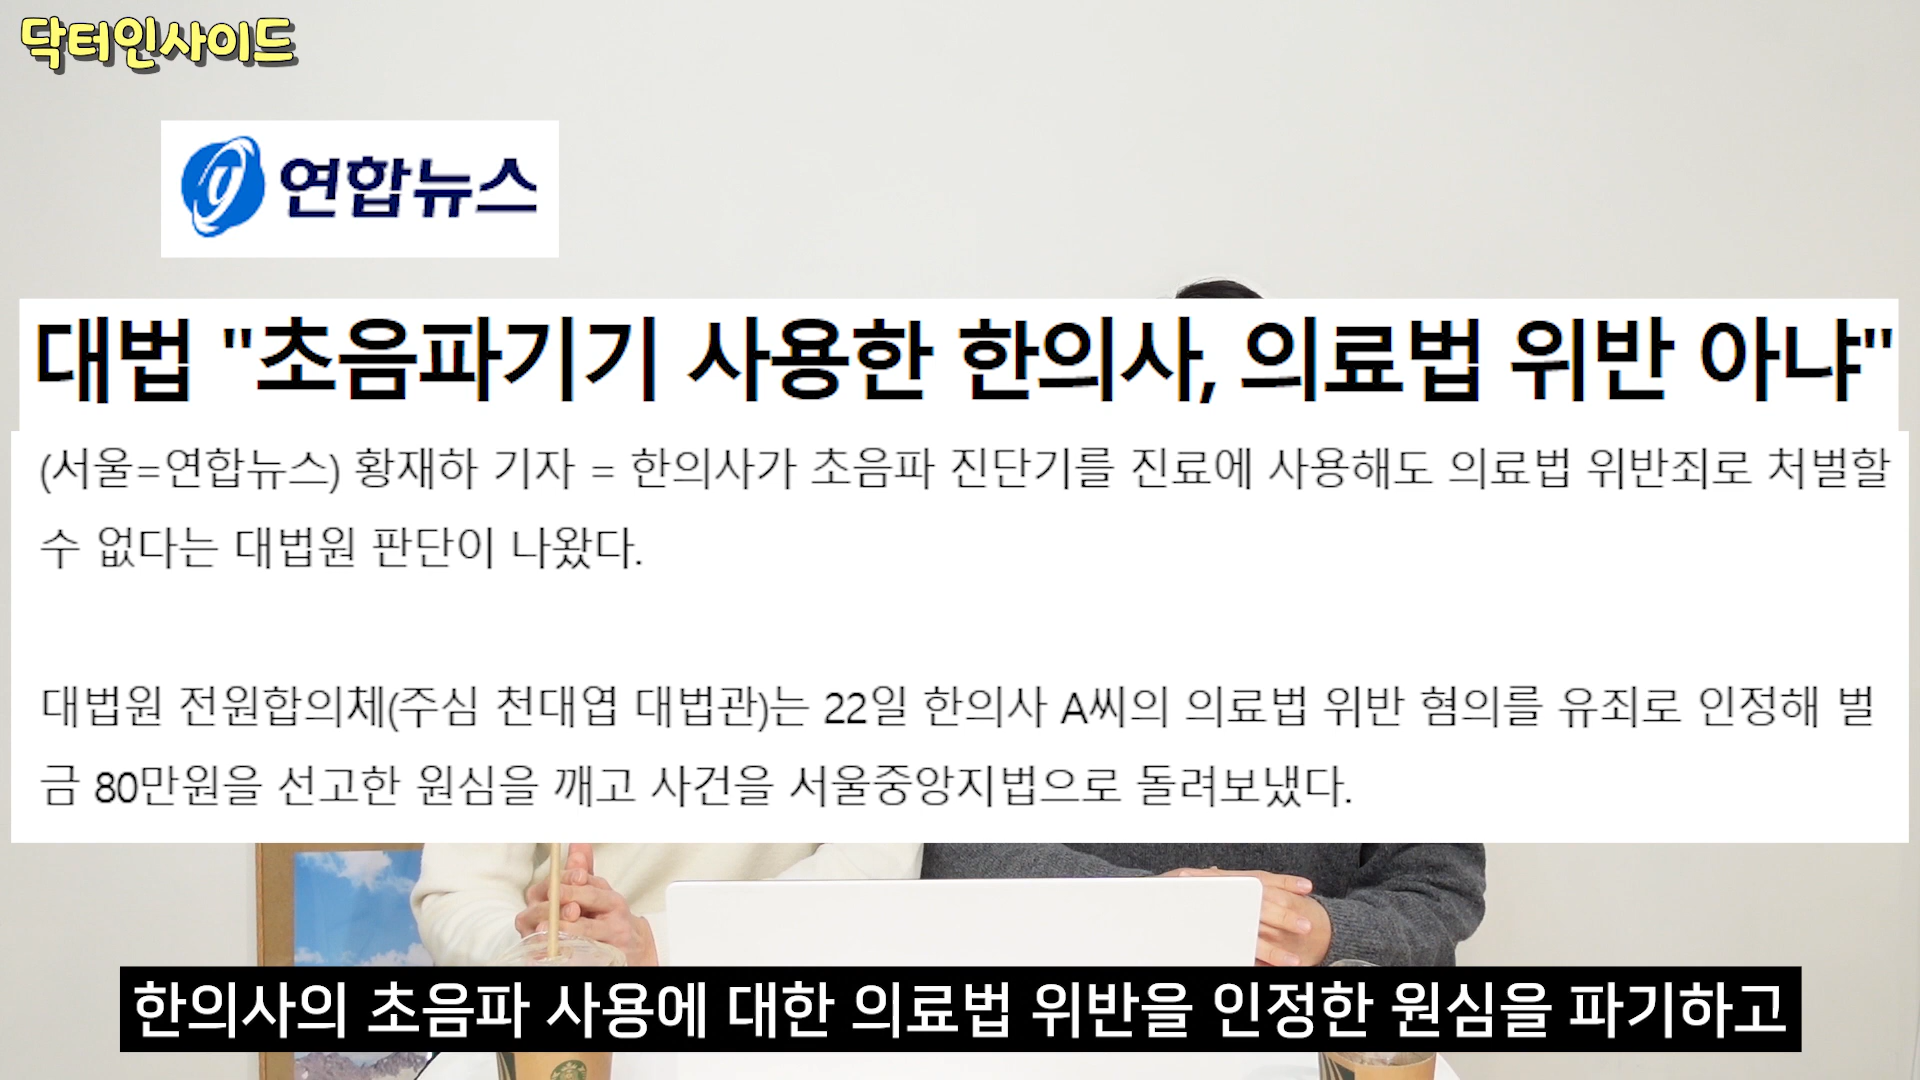 닥터인사이드
연합뉴스
대법 "초음파기기 사용한 한의사, 의료법 위반 아냐"
(서울=연합뉴스) 황재하 기자 = 한의사가 초음파 진단기를 진료에 사용해도 의료법 위반죄로 처벌할
수 없다는 대법원 판단이 나왔다.
대법원 전원합의체(주심 천대엽 대법관)는 22일 한의사 A씨의 의료법 위반 혐의를 유죄로 인정해 벌
금 80만원을 선고한 원심을 깨고 사건을 서울중앙지법으로 돌려보냈다.
한의사의 초음파 사용에 대한 의료법 위반을 인정한 원심을 파기하고